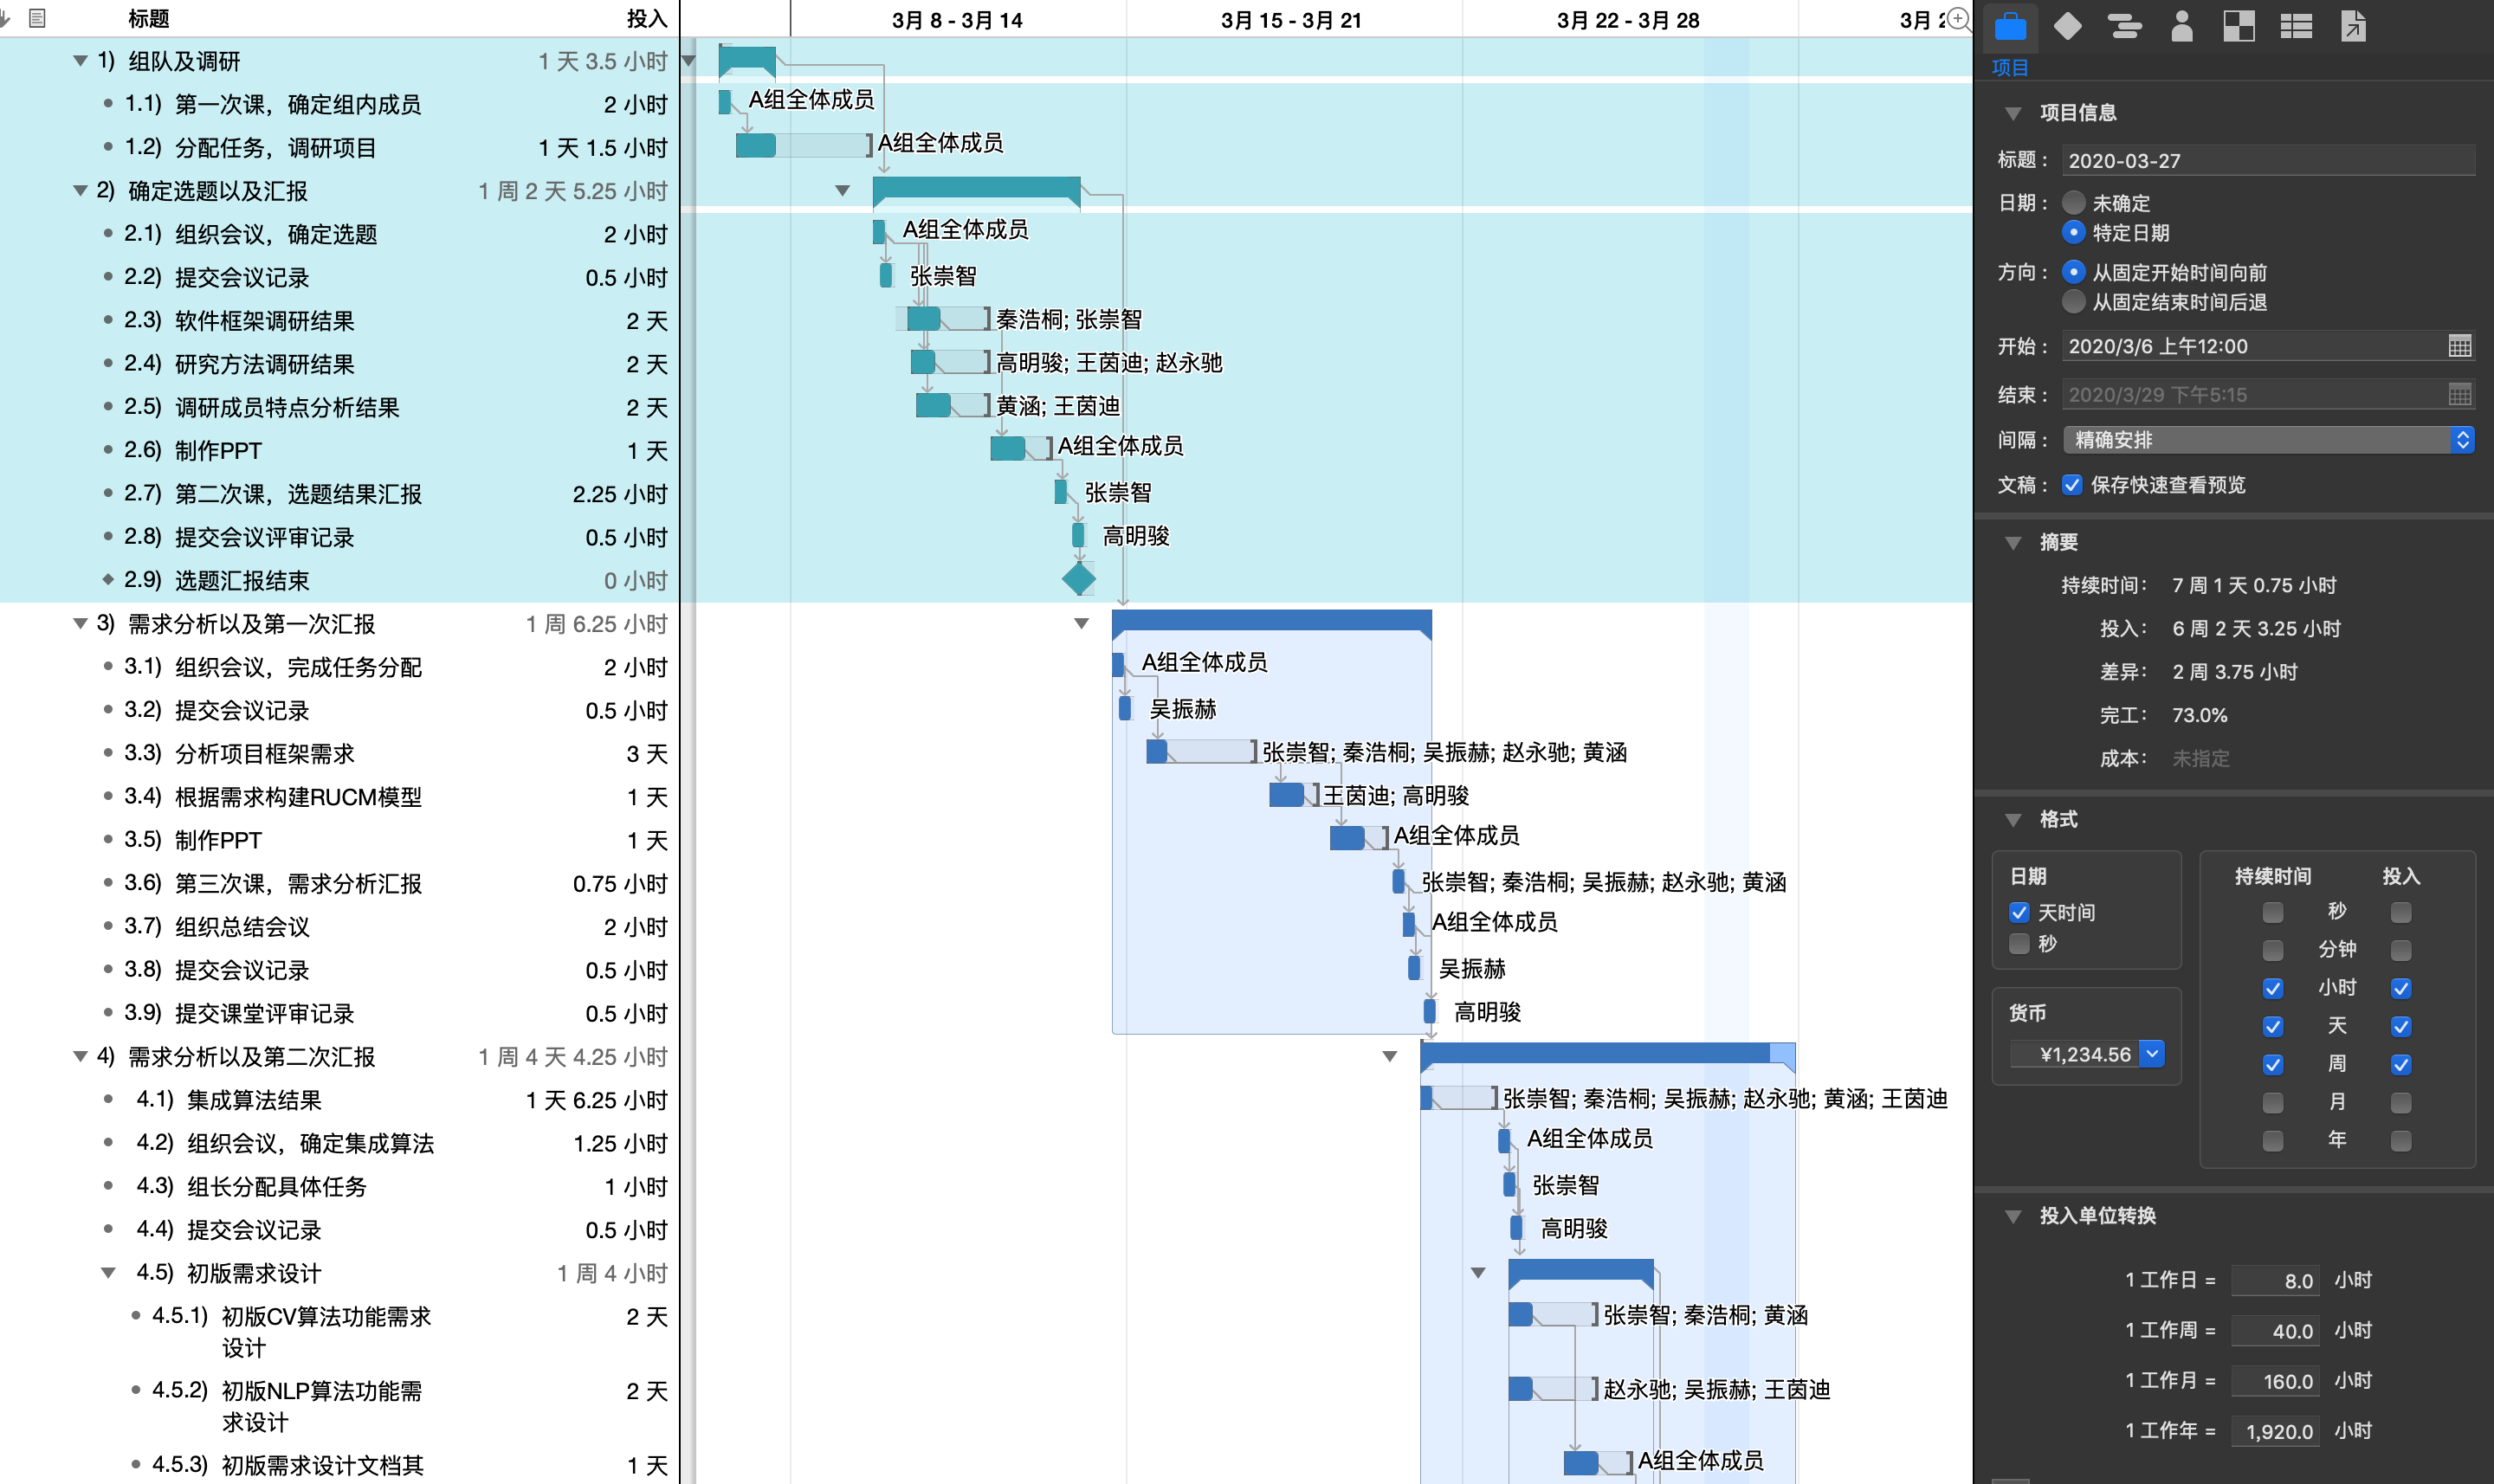 标题 投入 3月 8 - 3月 14 3月 15 - 3月 21 3月 22 - 3月 28 3月 2
1) 组队及调研 1 天 3.5 小时
1.1) 第一次课，确定组内成员 2 小时 A组全体成员
1.2) 分配任务，调研项目 1 天 1.5 小时 A组全体成员
2) 确定选题以及汇报 1 周 2 天 5.25 小时
2.1) 组织会议，确定选题 2 小时 A组全体成员
2.2) 提交会议记录 0.5 小时 张崇智
2.3) 软件框架调研结果 2 天 秦浩桐; 张崇智
2.4) 研究方法调研结果 2 天 高明骏; 王茵迪; 赵永驰
2.5) 调研成员特点分析结果 2 天 黄涵; 王茵迪
2.6) 制作PPT 1 天 A组全体成员
2.7) 第二次课，选题结果汇报 2.25 小时 张崇智
2.8) 提交会议评审记录 0.5 小时 高明骏
2.9) 选题汇报结束 0 小时
3) 需求分析以及第一次汇报 1 周 6.25 小时
3.1) 组织会议，完成任务分配 2 小时 A组全体成员
3.2) 提交会议记录 0.5 小时 吴振赫
3.3) 分析项目框架需求 3 天 张崇智; 秦浩桐; 吴振赫; 赵永驰; 黄涵
3.4) 根据需求构建RUCM模型 1 天 王茵迪; 高明骏
3.5) 制作PPT 1 天 A组全体成员
3.6) 第三次课，需求分析汇报 0.75 小时 张崇智; 秦浩桐; 吴振赫; 赵永驰; 黄涵
3.7) 组织总结会议 2 小时 A组全体成员
3.8) 提交会议记录 0.5 小时 吴振赫
3.9) 提交课堂评审记录 0.5 小时 高明骏
4) 需求分析以及第二次汇报 1 周 4 天 4.25 小时
4.1) 集成算法结果 1 天 6.25 小时 张崇智; 秦浩桐; 吴振赫; 赵永驰; 黄涵; 王茵迪
4.2) 组织会议，确定集成算法 1.25 小时 A组全体成员
4.3) 组长分配具体任务 1 小时 张崇智
4.4) 提交会议记录 0.5 小时 高明骏
4.5) 初版需求设计 1 周 4 小时
4.5.1) 初版CV算法功能需求 2 天 张崇智; 秦浩桐; 黄涵
设计
4.5.2) 初版NLP算法功能需 2 天 赵永驰; 吴振赫; 王茵迪
求设计
4.5.3) 初版需求设计文档其 1 天 A组全体成员
项目
项目信息
标题： 2020-03-27
日期： 未确定
特定日期
方向： 从固定开始时间向前
从固定结束时间后退
开始： 2020/3/6 上午12:00
结束： 2020/3/29 下午5:15
间隔： 精确安排
文稿： 保存快速查看预览
摘要
持续时间： 7 周 1 天 0.75 小时
投入： 6 周 2 天 3.25 小时
差异： 2 周 3.75 小时
完工： 73.0%
成本： 未指定
格式
日期
天时间
秒
货币
¥1,234.56
持续时间 投入
秒
分钟
小时
天
周
月
年
投入单位转换
1 工作日 = 8.0 小时
1 工作周 = 40.0 小时
1 工作月 = 160.0 小时
1 工作年 = 1,920.0 小时